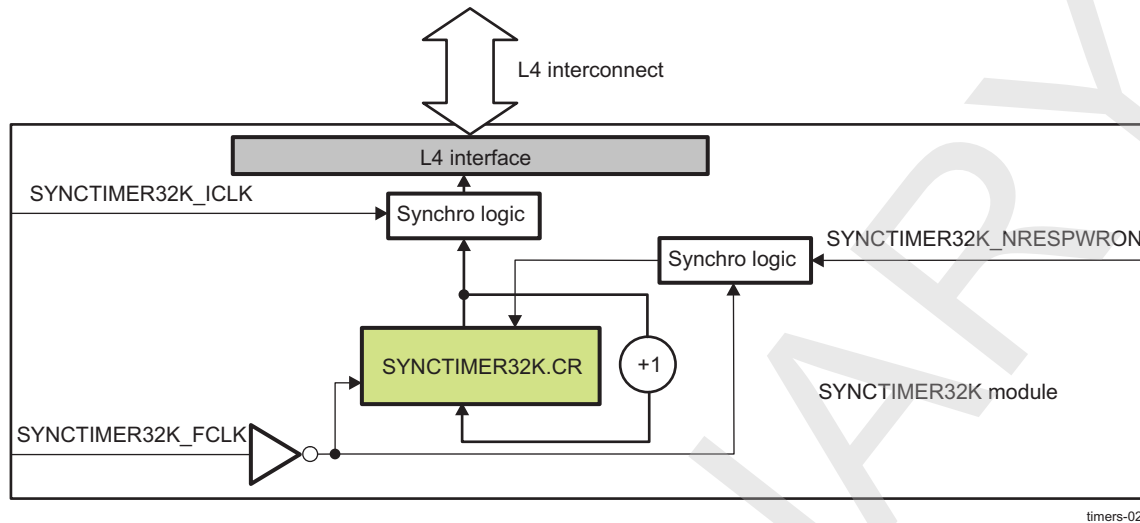 L4 interconnect
L4 interface
SYNCTIMER32K_ICLK
Synchro logic
SYNCTIMER32K_NRESPWRON
Synchro logic
SYNCTIMER32K.CR
+1
SYNCTIMER32K module
SYNCTIMER32K_FCLK
timers-02